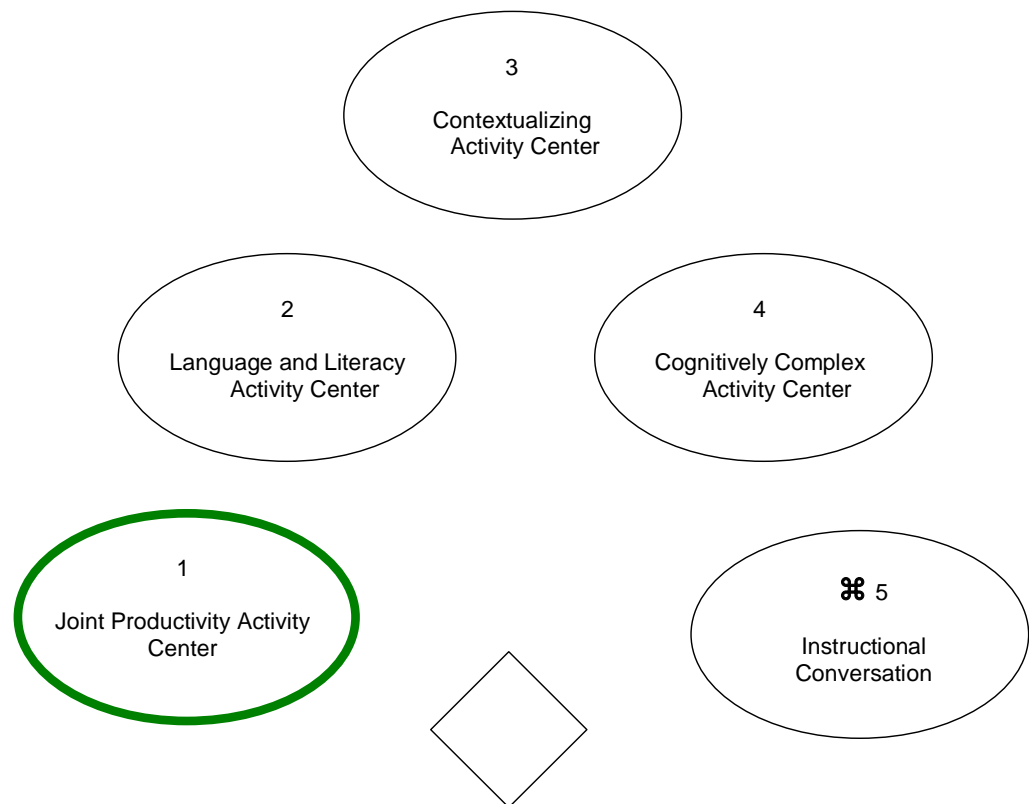 3
Contextualizing
Activity Center
2
Language and Literacy
Activity Center
4
Cognitively Complex
Activity Center
1
Joint Productivity Activity
Center
⌘ 5
Instructional
Conversation